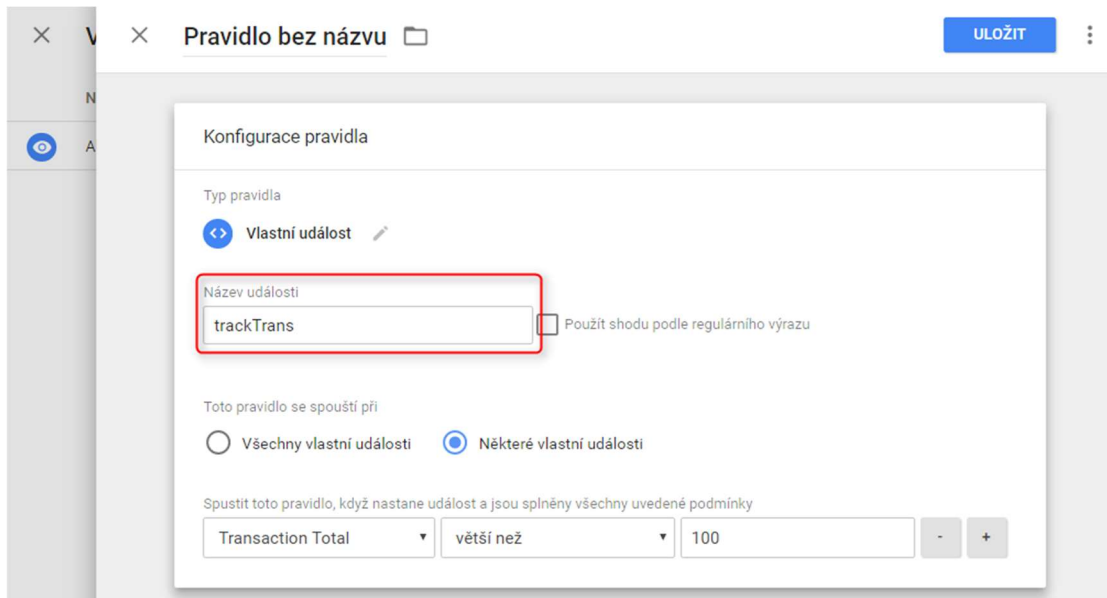 V
Pravidlo bez názvu
ULOŽIT
N
A
Konfigurace pravidla
Typ pravidla
<> Vlastní událost
Název události
trackTrans
Použít shodu podle regulárního výrazu
Toto pravidlo se spouští při
Všechny vlastní události Některé vlastní události
Spustit toto pravidlo, když nastane událost a jsou splněny všechny uvedené podmínky
Transaction Total větší než 100 - +